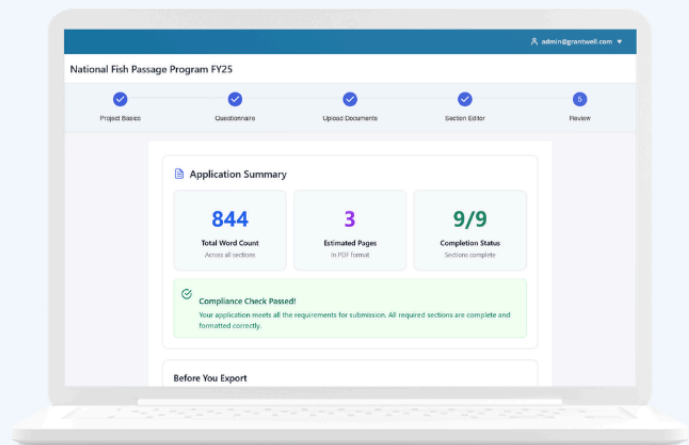 admin@grantwell.com
National Fish Passage Program FY25
Project Basics
Questionnaire
Upload Documents
Section Editor
5
Review
Application Summary
844
Total Word Count
Across all sections
3
Estimated Pages
In PDF format
9/9
Completion Status
Sections complete
Compliance Check Passed!
Your application meets all the requirements for submission. All required sections are complete and
formatted correctly.
Before You Export